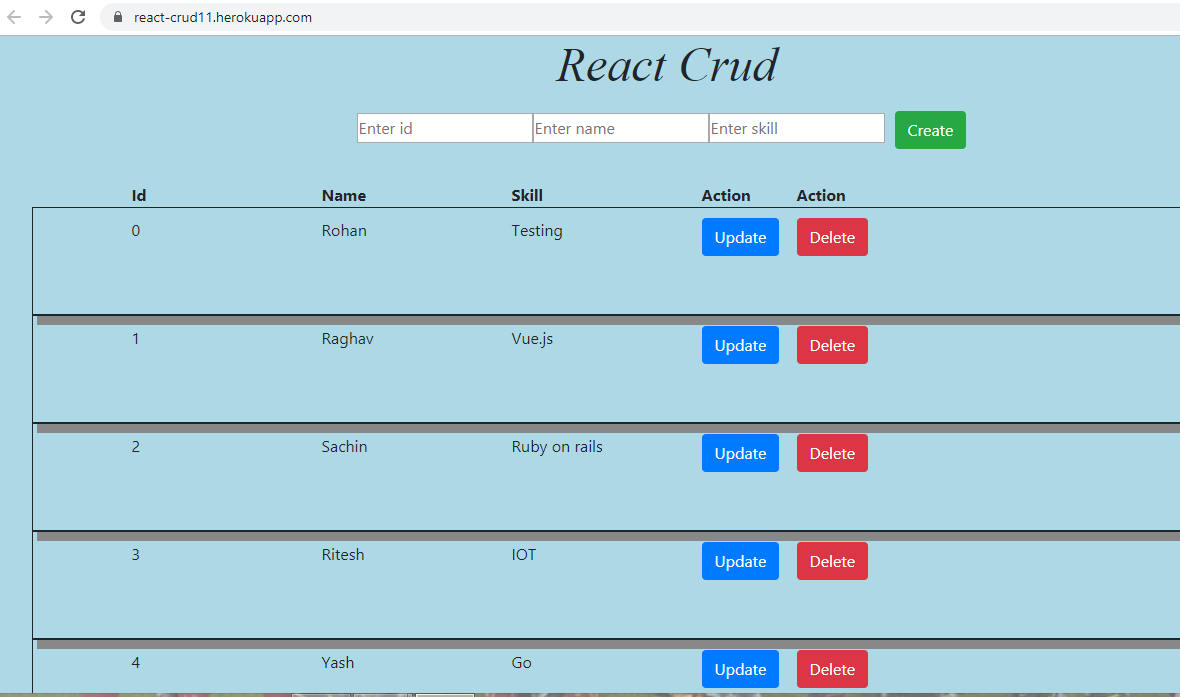 react-crud11.herokuapp.com
React Crud
Enter id Enter name Enter skill Create
Id Name Skill Action Action
0 Rohan Testing Update Delete
1 Raghav Vue.js Update Delete
2 Sachin Ruby on rails Update Delete
3 Ritesh IOT Update Delete
4 Yash Go Update Delete